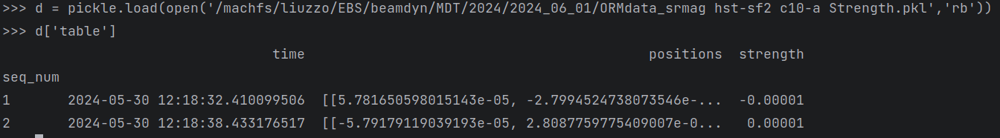 >>> d = pickle.load(open('/machfs/liuzzo/EBS/beamdyn/MDT/2024/2024_06_01/ORMdata_srmag hst-sf2 c10-a Strength.pkl','rb'))
>>> d['table']
time positions strength
seq_num
1 2024-05-30 12:18:32.410099506 [[5.781650598015143e-05, -2.7994524738073546e-... -0.00001
2 2024-05-30 12:18:38.433176517 [[-5.79179119039193e-05, 2.8087759775409007e-0... 0.00001